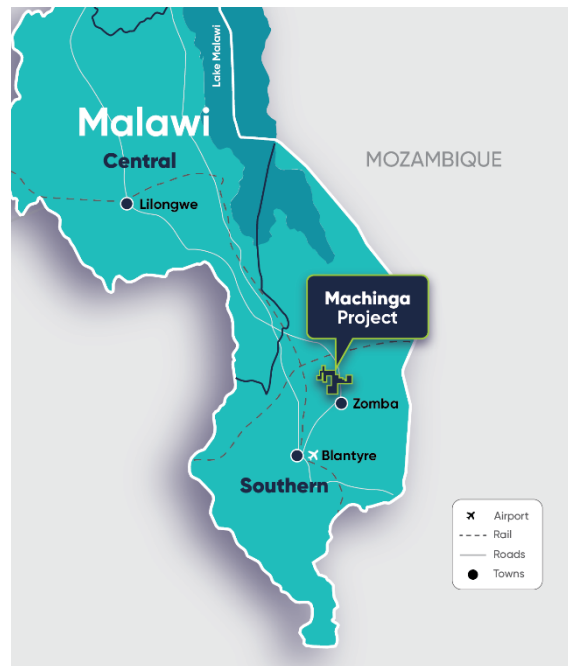 Lake Malawi
Malawi
Central
MOZAMBIQUE
Lilongwe
Machinga
Project
Zomba
Blantyre
Southern
Airport
Rail
Roads
Towns